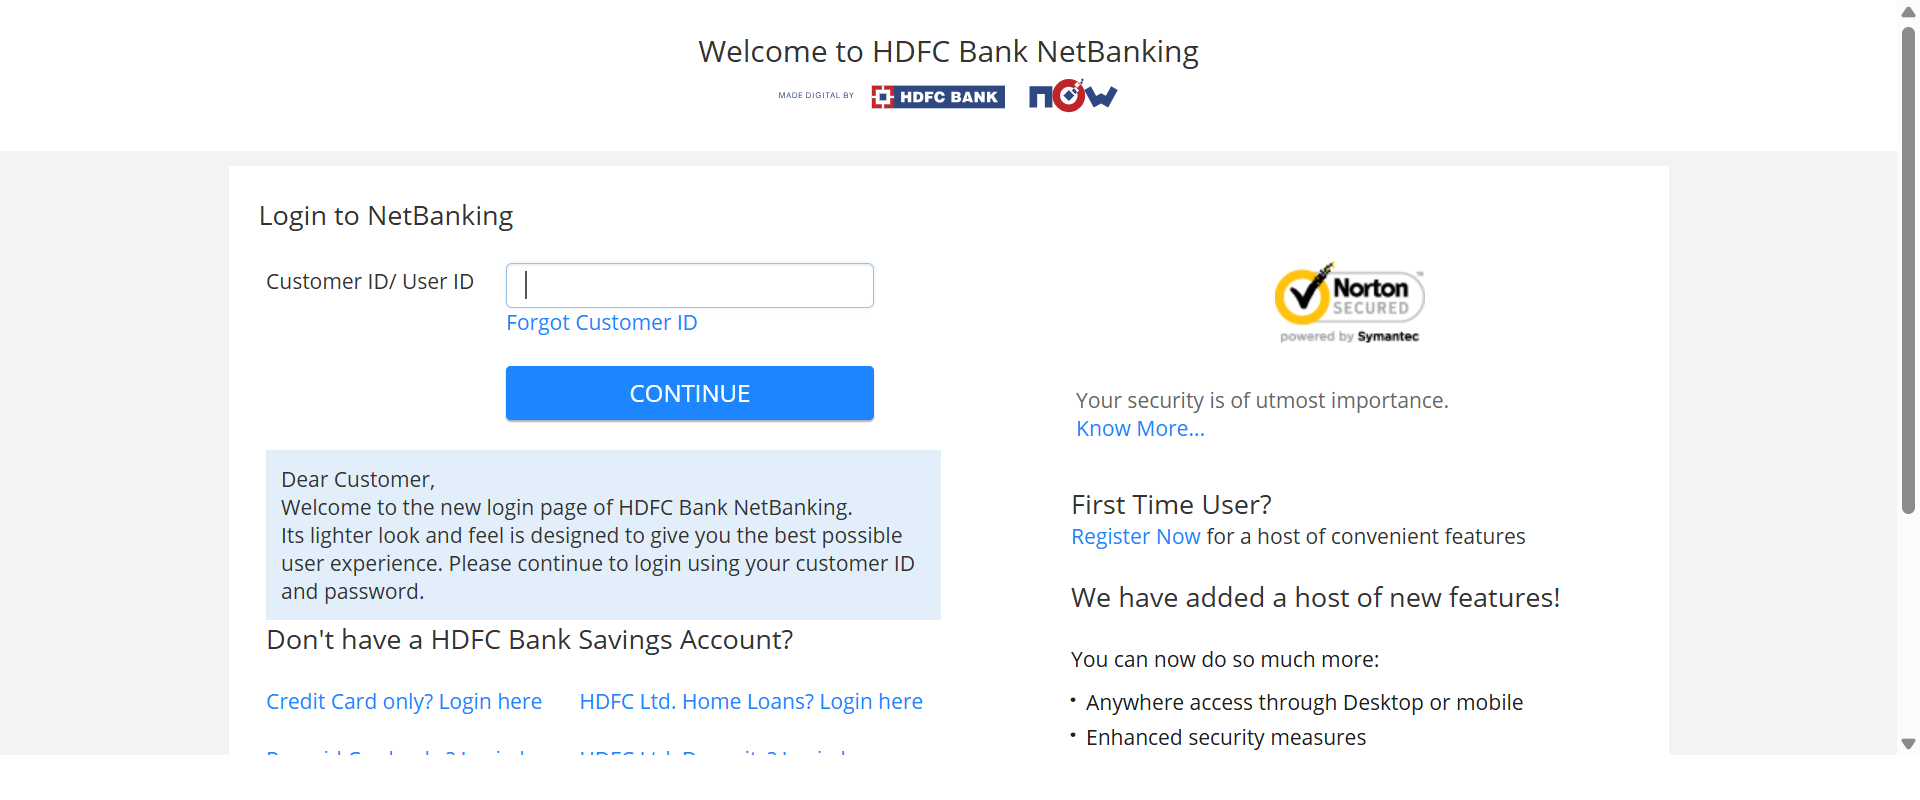 Welcome to HDFC Bank NetBanking
MADE DIGITAL BY HDFC BANK now
Login to NetBanking
Customer ID/ User ID
Forgot Customer ID
CONTINUE
Dear Customer,
Welcome to the new login page of HDFC Bank NetBanking.
Its lighter look and feel is designed to give you the best possible
user experience. Please continue to login using your customer ID
and password.
Don't have a HDFC Bank Savings Account?
Credit Card only? Login here
HDFC Ltd. Home Loans? Login here
Norton
SECURED
powered by Symantec
Your security is of utmost importance.
Know More...
First Time User?
Register Now for a host of convenient features
We have added a host of new features!
You can now do so much more:
• Anywhere access through Desktop or mobile
• Enhanced security measures